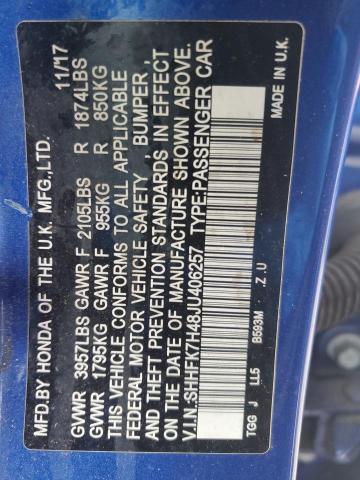 MFD.BY HONDA OF THE U.K. MFG.,LTD. 11/17
GVWR 3957LBS GAWR F 2105LBS R 1874LBS
GVWR 1795KG GAWR F 955KG R 850KG
THIS VEHICLE CONFORMS TO ALL APPLICABLE
FEDERAL MOTOR VEHICLE SAFETY , BUMPER ,
AND THEFT PREVENTION STANDARDS IN EFFECT
ON THE DATE OF MANUFACTURE SHOWN ABOVE.
V.I.N.:SHHFK7H48JU406257 TYPE:PASSENGER CAR
B593M Z.U
TGG J LL5 MADE IN U.K.